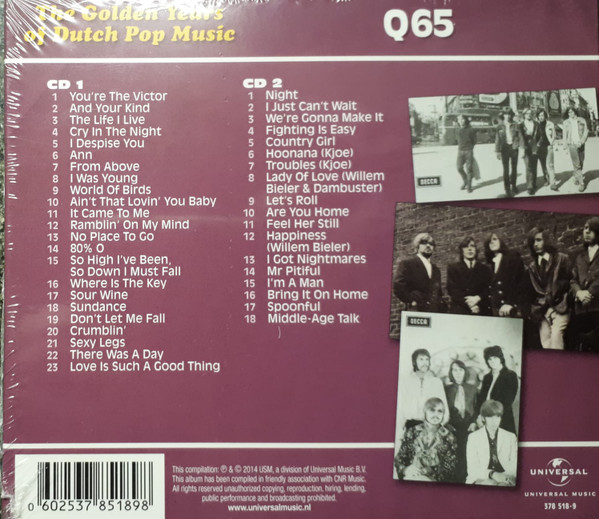 The Golden Years
of Dutch Pop Music
Q65
CD 1
1 You're The Victor
2 And Your Kind
3 The Life I Live
4 Cry In The Night
5 I Despise You
6 Ann
7 From Above
8 I Was Young
9 World Of Birds
10 Ain't That Lovin' You Baby
11 It Came To Me
12 Ramblin' On My Mind
13 No Place To Go
14 80% O
15 So High I've Been,
So Down I Must Fall
16 Where Is The Key
17 Sour Wine
18 Sundance
19 Don't Let Me Fall
20 Crumblin'
21 Sexy Legs
22 There Was A Day
23 Love Is Such A Good Thing
CD 2
1 Night
2 I Just Can't Wait
3 We're Gonna Make It
4 Fighting Is Easy
5 Country Girl
6 Hoonana (Kjoe)
7 Troubles (Kjoe)
8 Lady Of Love (Willem
Bieler & Dambuster)
9 Let's Roll
10 Are You Home
11 Feel Her Still
12 Happiness
(Willem Bieler)
13 I Got Nightmares
14 Mr Pitiful
15 I'm A Man
16 Bring It On Home
17 Spoonful
18 Middle-Age Talk
DECCA
DECCA
0 602537 851898
This compilation: ℗ & © 2014 USM, a division of Universal Music B.V.
This album has been compiled in friendly association with CNR Music.
All rights reserved unauthorized copying, reproduction, hiring, lending,
public performance and broadcasting prohibited.
www.universalmusic.nl
UNIVERSAL
UNIVERSAL MUSIC
378 518-9